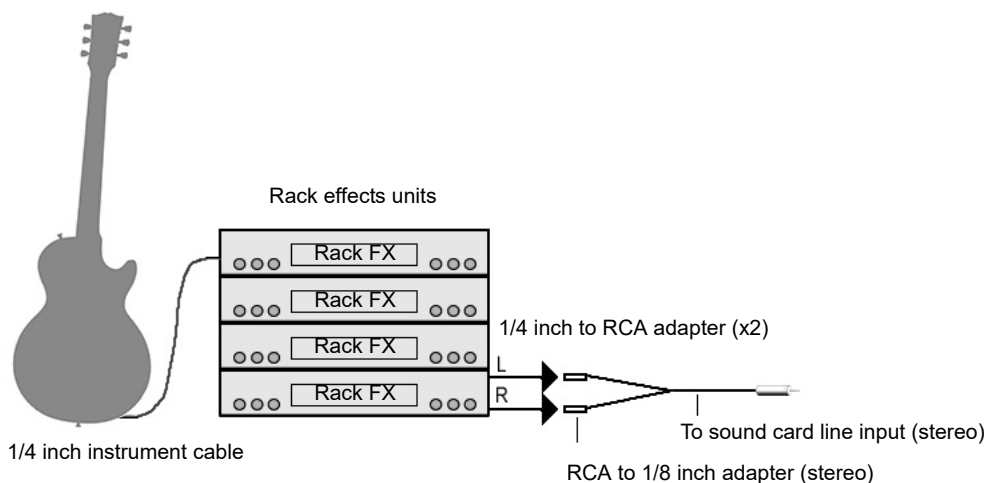 Rack effects units
Rack FX
Rack FX
Rack FX
Rack FX
1/4 inch to RCA adapter (x2)
L
R
1/4 inch instrument cable
To sound card line input (stereo)
RCA to 1/8 inch adapter (stereo)